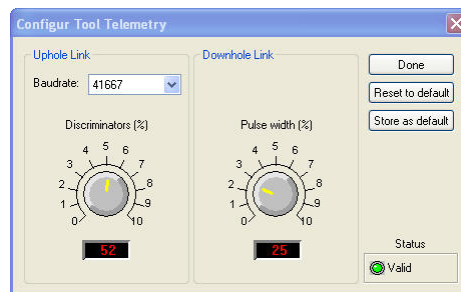 Configur Tool Telemetry
Uphole Link
Baudrate: 41667
Discriminators (%)
0 1 2 3 4 5 6 7 8 9 10
52
Downhole Link
Pulse width (%)
0 1 2 3 4 5 6 7 8 9 10
25
Done
Reset to default
Store as default
Status
Valid